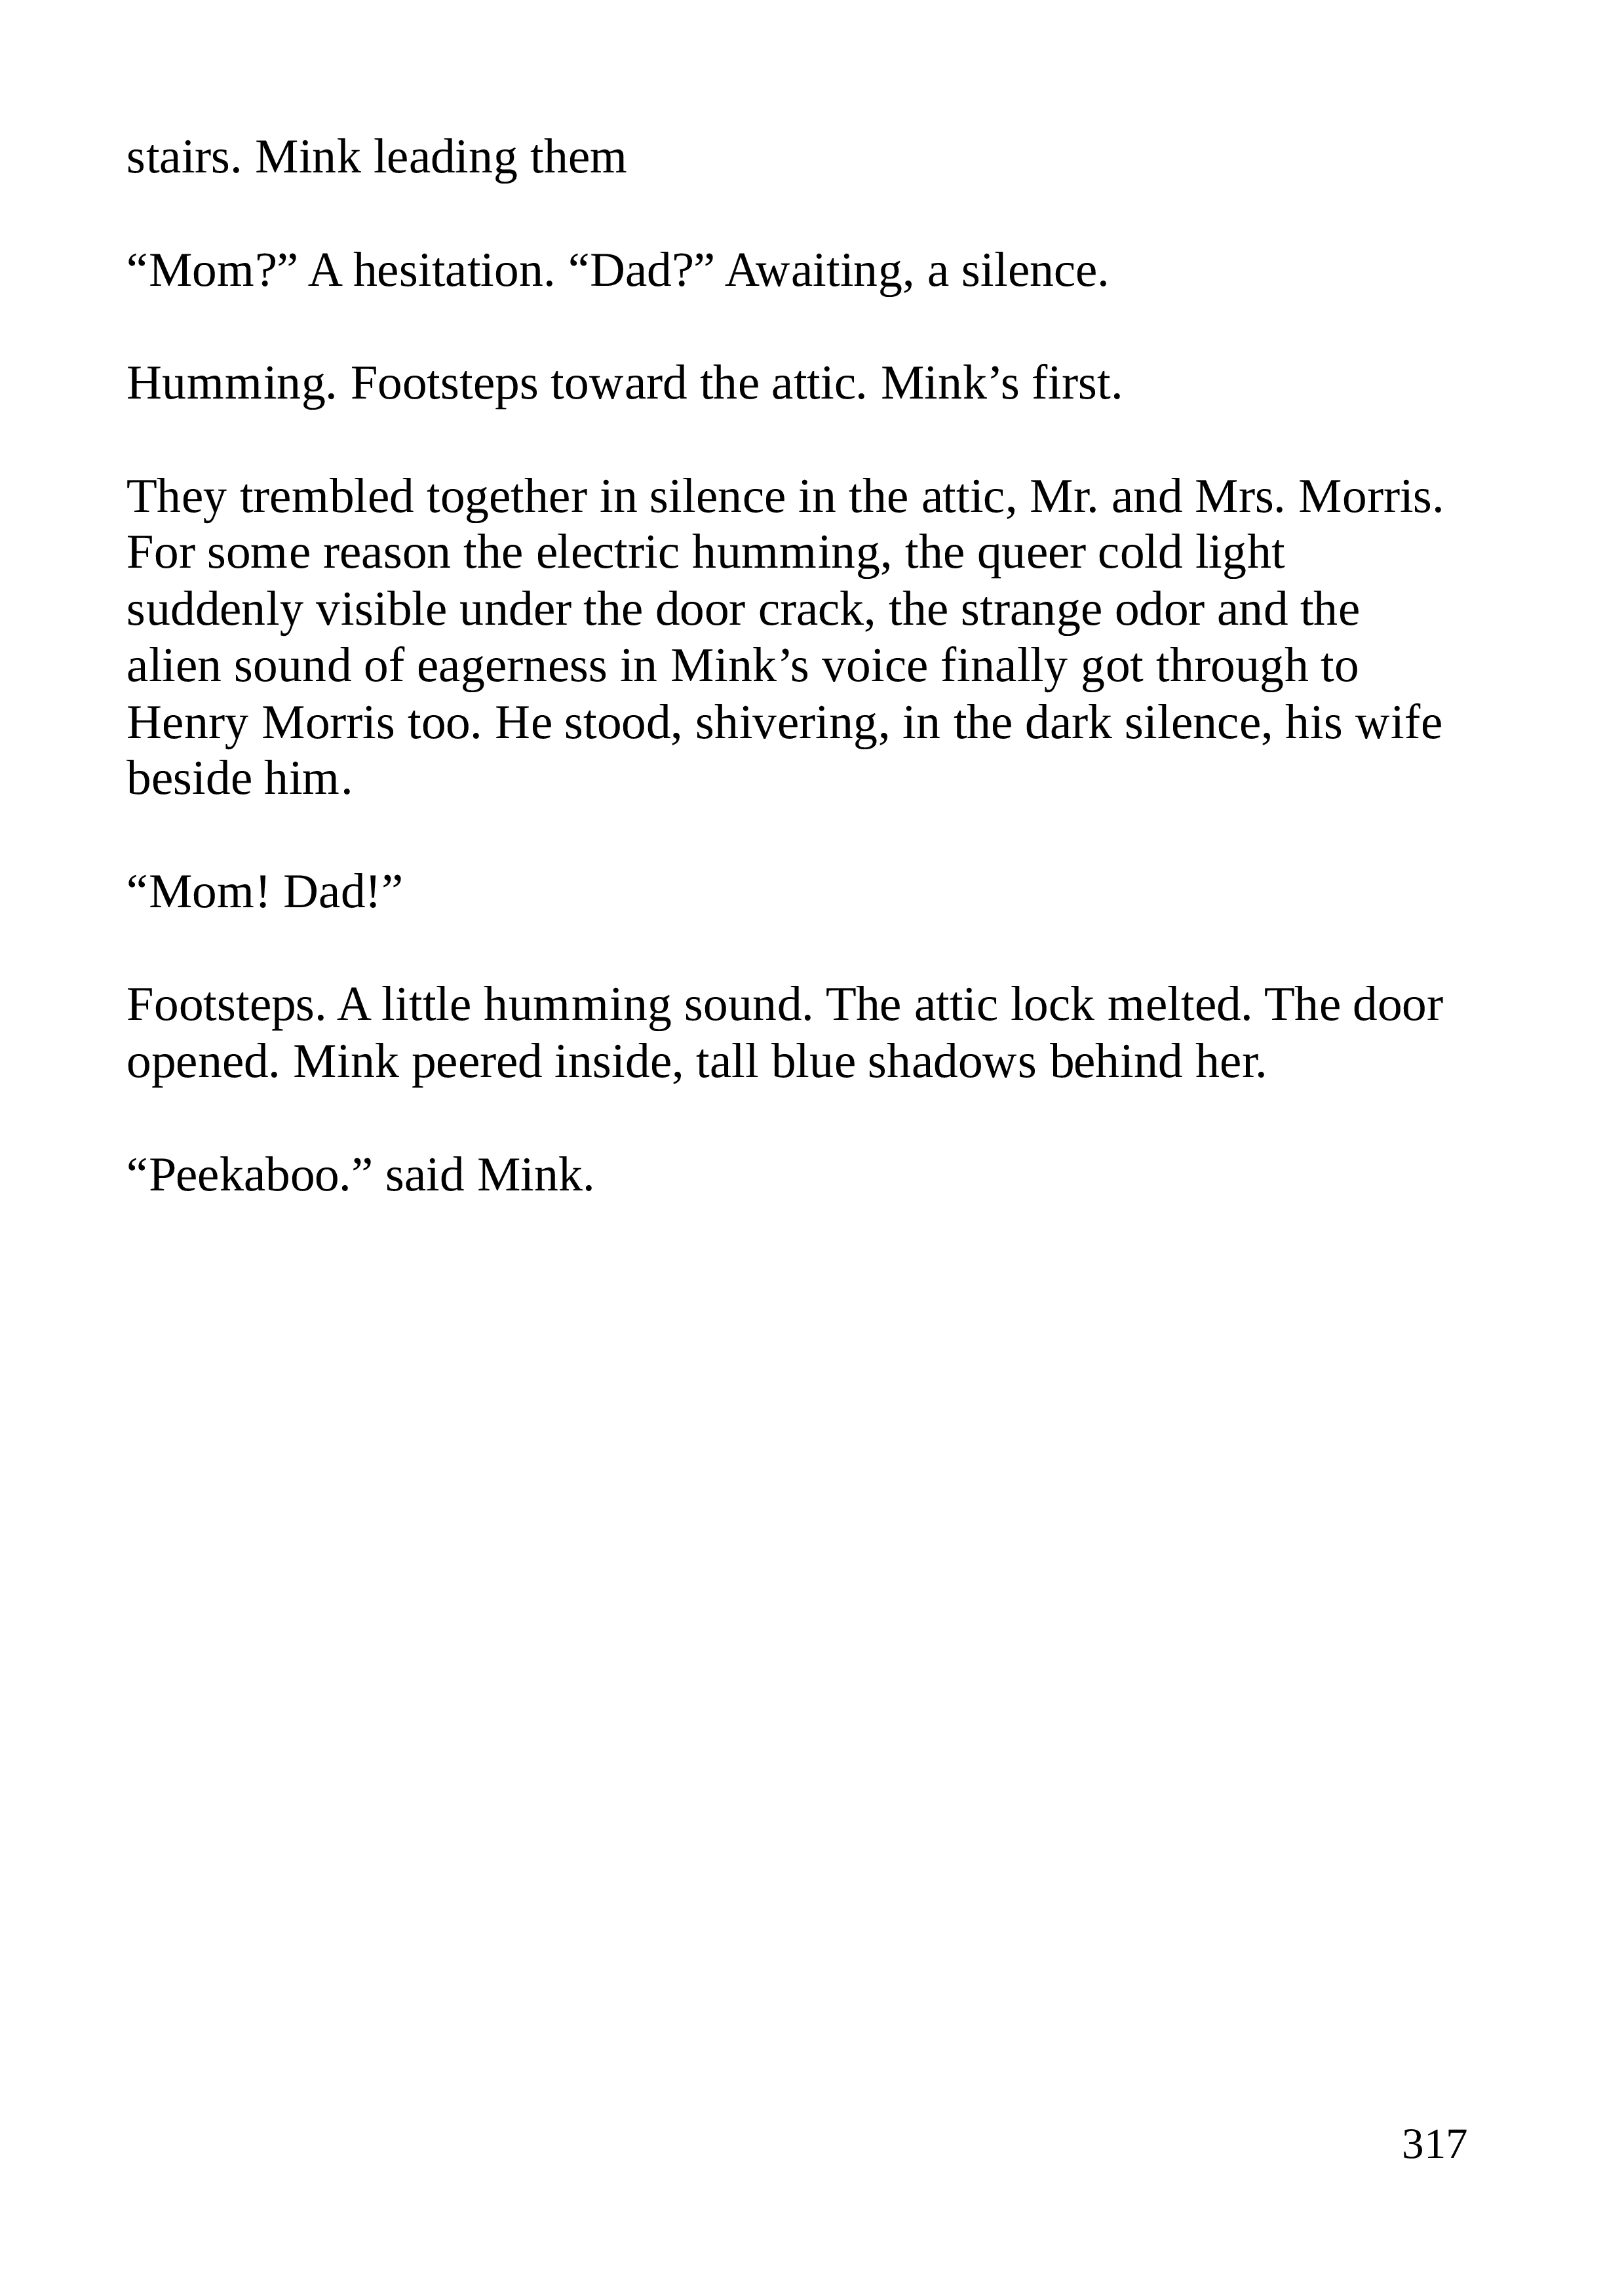 stairs. Mink leading them
“Mom?” A hesitation. “Dad?” Awaiting, a silence.
Humming. Footsteps toward the attic. Mink’s first.
They trembled together in silence in the attic, Mr. and Mrs. Morris.
For some reason the electric humming, the queer cold light
suddenly visible under the door crack, the strange odor and the
alien sound of eagerness in Mink’s voice finally got through to
Henry Morris too. He stood, shivering, in the dark silence, his wife
beside him.
“Mom! Dad!”
Footsteps. A little humming sound. The attic lock melted. The door
opened. Mink peered inside, tall blue shadows behind her.
“Peekaboo.” said Mink.
317